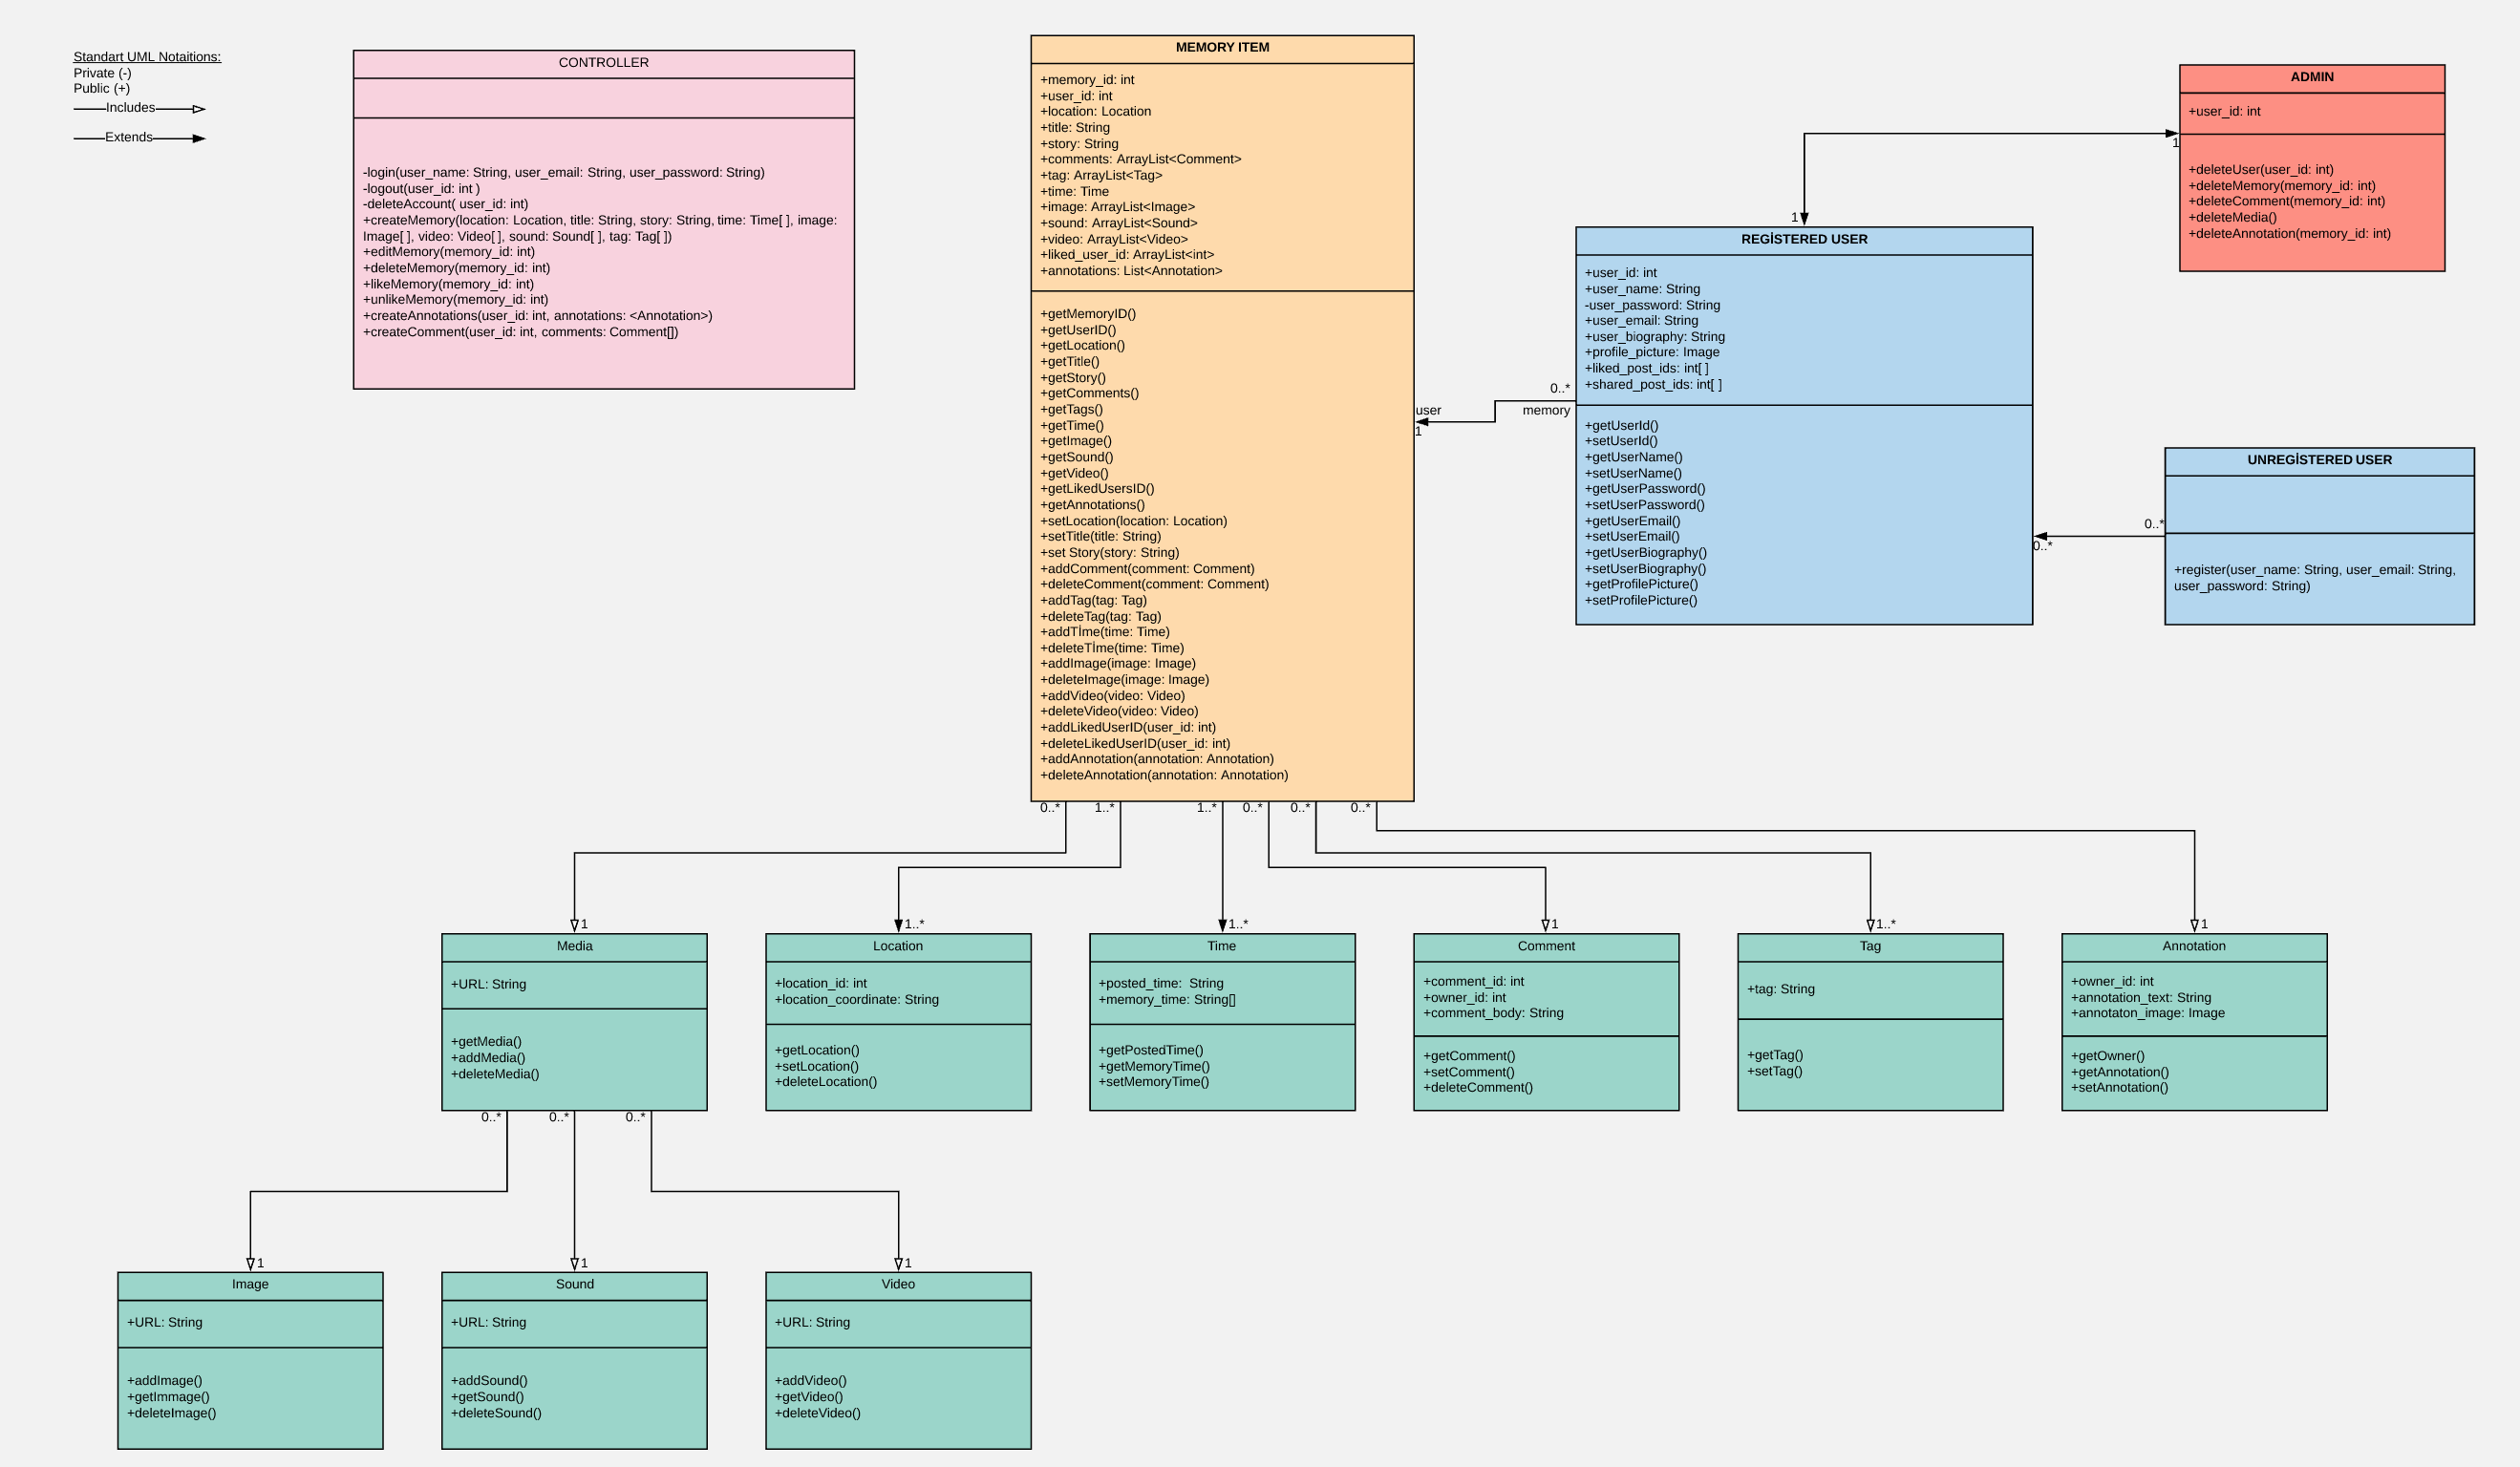 Standart UML Notaitions:
Private (-)
Public (+)
Includes
Extends
CONTROLLER
-login(user_name: String, user_email: String, user_password: String)
-logout(user_id: int )
-deleteAccount( user_id: int)
+createMemory(location: Location, title: String, story: String, time: Time[ ], image:
Image[ ], video: Video[ ], sound: Sound[ ], tag: Tag[ ])
+editMemory(memory_id: int)
+deleteMemory(memory_id: int)
+likeMemory(memory_id: int)
+unlikeMemory(memory_id: int)
+createAnnotations(user_id: int, annotations: <Annotation>)
+createComment(user_id: int, comments: Comment[])
MEMORY ITEM
+memory_id: int
+user_id: int
+location: Location
+title: String
+story: String
+comments: ArrayList<Comment>
+tag: ArrayList<Tag>
+time: Time
+image: ArrayList<Image>
+sound: ArrayList<Sound>
+video: ArrayList<Video>
+liked_user_id: ArrayList<int>
+annotations: List<Annotation>
+getMemoryID()
+getUserID()
+getLocation()
+getTitle()
+getStory()
+getComments()
+getTags()
+getTime()
+getImage()
+getSound()
+getVideo()
+getLikedUsersID()
+getAnnotations()
+setLocation(location: Location)
+setTitle(title: String)
+set Story(story: String)
+addComment(comment: Comment)
+deleteComment(comment: Comment)
+addTag(tag: Tag)
+deleteTag(tag: Tag)
+addTİme(time: Time)
+deleteTİme(time: Time)
+addImage(image: Image)
+deleteImage(image: Image)
+addVideo(video: Video)
+deleteVideo(video: Video)
+addLikedUserID(user_id: int)
+deleteLikedUserID(user_id: int)
+addAnnotation(annotation: Annotation)
+deleteAnnotation(annotation: Annotation)
user
1
0..*
memory
1
1
REGİSTERED USER
+user_id: int
+user_name: String
-user_password: String
+user_email: String
+user_biography: String
+profile_picture: Image
+liked_post_ids: int[ ]
+shared_post_ids: int[ ]
+getUserId()
+setUserId()
+getUserName()
+setUserName()
+getUserPassword()
+setUserPassword()
+getUserEmail()
+setUserEmail()
+getUserBiography()
+setUserBiography()
+getProfilePicture()
+setProfilePicture()
ADMIN
+user_id: int
+deleteUser(user_id: int)
+deleteMemory(memory_id: int)
+deleteComment(memory_id: int)
+deleteMedia()
+deleteAnnotation(memory_id: int)
0..*
0..*
UNREGİSTERED USER
+register(user_name: String, user_email: String,
user_password: String)
0..*
1..*
1..*
0..*
0..*
0..*
1
1..*
1..*
1
1..*
1
Media
+URL: String
+getMedia()
+addMedia()
+deleteMedia()
Location
+location_id: int
+location_coordinate: String
+getLocation()
+setLocation()
+deleteLocation()
Time
+posted_time:  String
+memory_time: String[]
+getPostedTime()
+getMemoryTime()
+setMemoryTime()
Comment
+comment_id: int
+owner_id: int
+comment_body: String
+getComment()
+setComment()
+deleteComment()
Tag
+tag: String
+getTag()
+setTag()
Annotation
+owner_id: int
+annotation_text: String
+annotaton_image: Image
+getOwner()
+getAnnotation()
+setAnnotation()
0..*
0..*
0..*
1
1
1
Image
+URL: String
+addImage()
+getImmage()
+deleteImage()
Sound
+URL: String
+addSound()
+getSound()
+deleteSound()
Video
+URL: String
+addVideo()
+getVideo()
+deleteVideo()